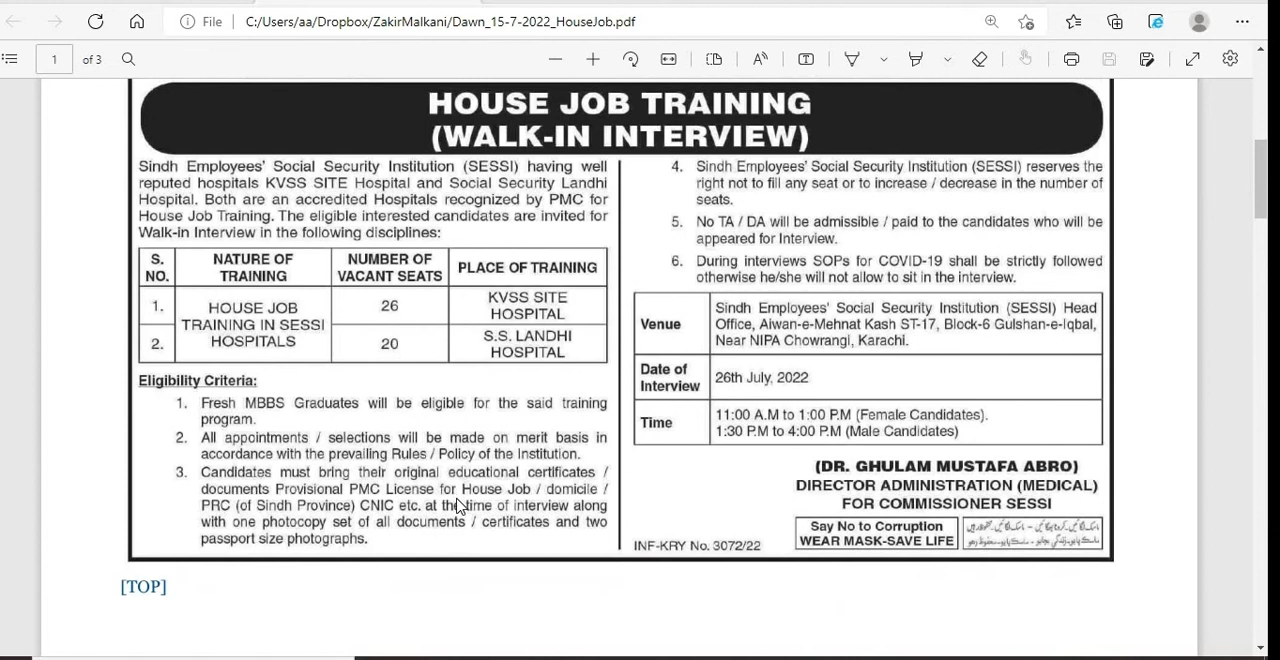 File
C:/Users/aa/Dropbox/ZakirMalkani/Dawn_15-7-2022_HouseJob.pdf
1 of 3
HOUSE JOB TRAINING
(WALK-IN INTERVIEW)
Sindh Employees' Social Security Institution (SESSI) having well
reputed hospitals KVSS SITE Hospital and Social Security Landhi
Hospital. Both are an accredited Hospitals recognized by PMC for
House Job Training. The eligible interested candidates are invited for
Walk-in Interview in the following disciplines:
S. NO. NATURE OF TRAINING NUMBER OF VACANT SEATS PLACE OF TRAINING
1. HOUSE JOB TRAINING IN SESSI HOSPITALS 26 KVSS SITE HOSPITAL
2. 20 S.S. LANDHI HOSPITAL
Eligibility Criteria:
1. Fresh MBBS Graduates will be eligible for the said training
program.
2. All appointments / selections will be made on merit basis in
accordance with the prevailing Rules / Policy of the Institution.
3. Candidates must bring their original educational certificates /
documents Provisional PMC License for House Job / domicile /
PRC (of Sindh Province) CNIC etc. at the time of interview along
with one photocopy set of all documents / certificates and two
passport size photographs.
4. Sindh Employees' Social Security Institution (SESSI) reserves the
right not to fill any seat or to increase / decrease in the number of
seats.
5. No TA / DA will be admissible / paid to the candidates who will be
appeared for Interview.
6. During interviews SOPs for COVID-19 shall be strictly followed
otherwise he/she will not allow to sit in the interview.
Venue
Sindh Employees' Social Security Institution (SESSI) Head
Office, Aiwan-e-Mehnat Kash ST-17, Block-6 Gulshan-e-Iqbal,
Near NIPA Chowrangi, Karachi.
Date of
Interview
26th July, 2022
Time
11:00 A.M to 1:00 P.M (Female Candidates).
1:30 P.M to 4:00 P.M (Male Candidates)
(DR. GHULAM MUSTAFA ABRO)
DIRECTOR ADMINISTRATION (MEDICAL)
FOR COMMISSIONER SESSI
INF-KRY No. 3072/22
Say No to Corruption
WEAR MASK-SAVE LIFE
[TOP]